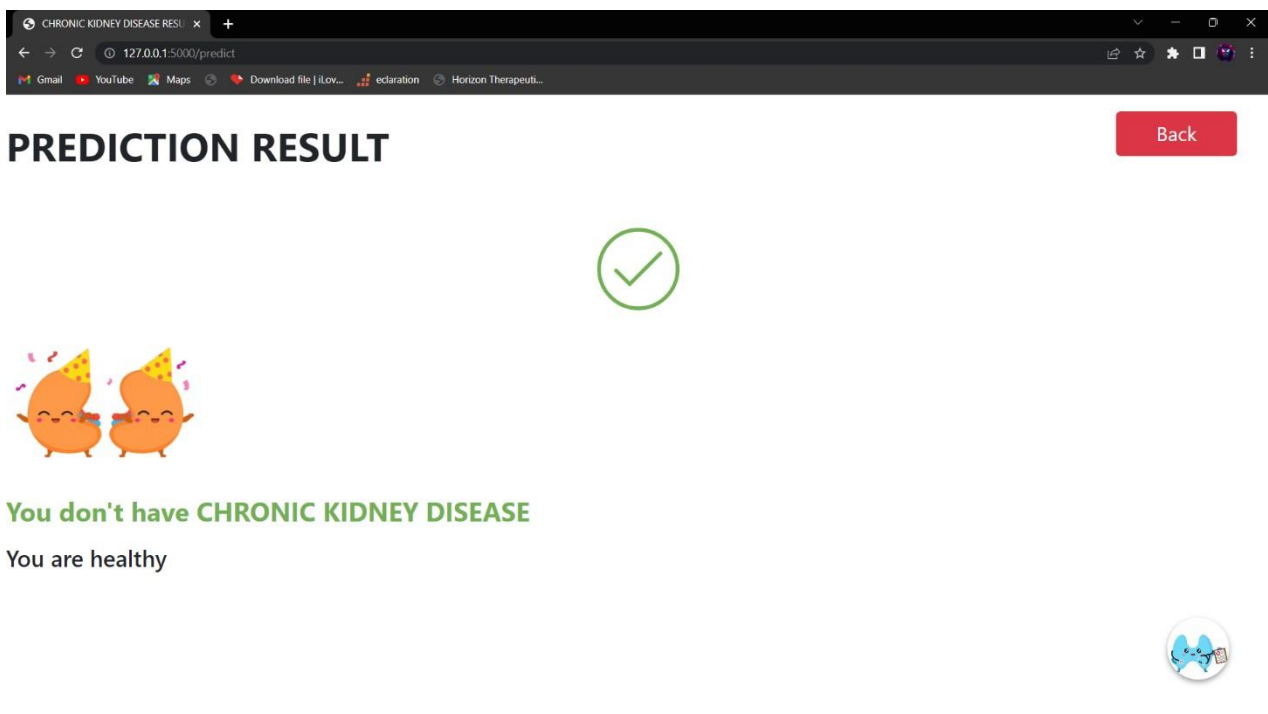 CHRONIC KIDNEY DISEASE RESU
127.0.0.1:5000/predict
Gmail YouTube Maps Download file | iLov... eclaration Horizon Therapeuti...
Back
PREDICTION RESULT
You don't have CHRONIC KIDNEY DISEASE
You are healthy